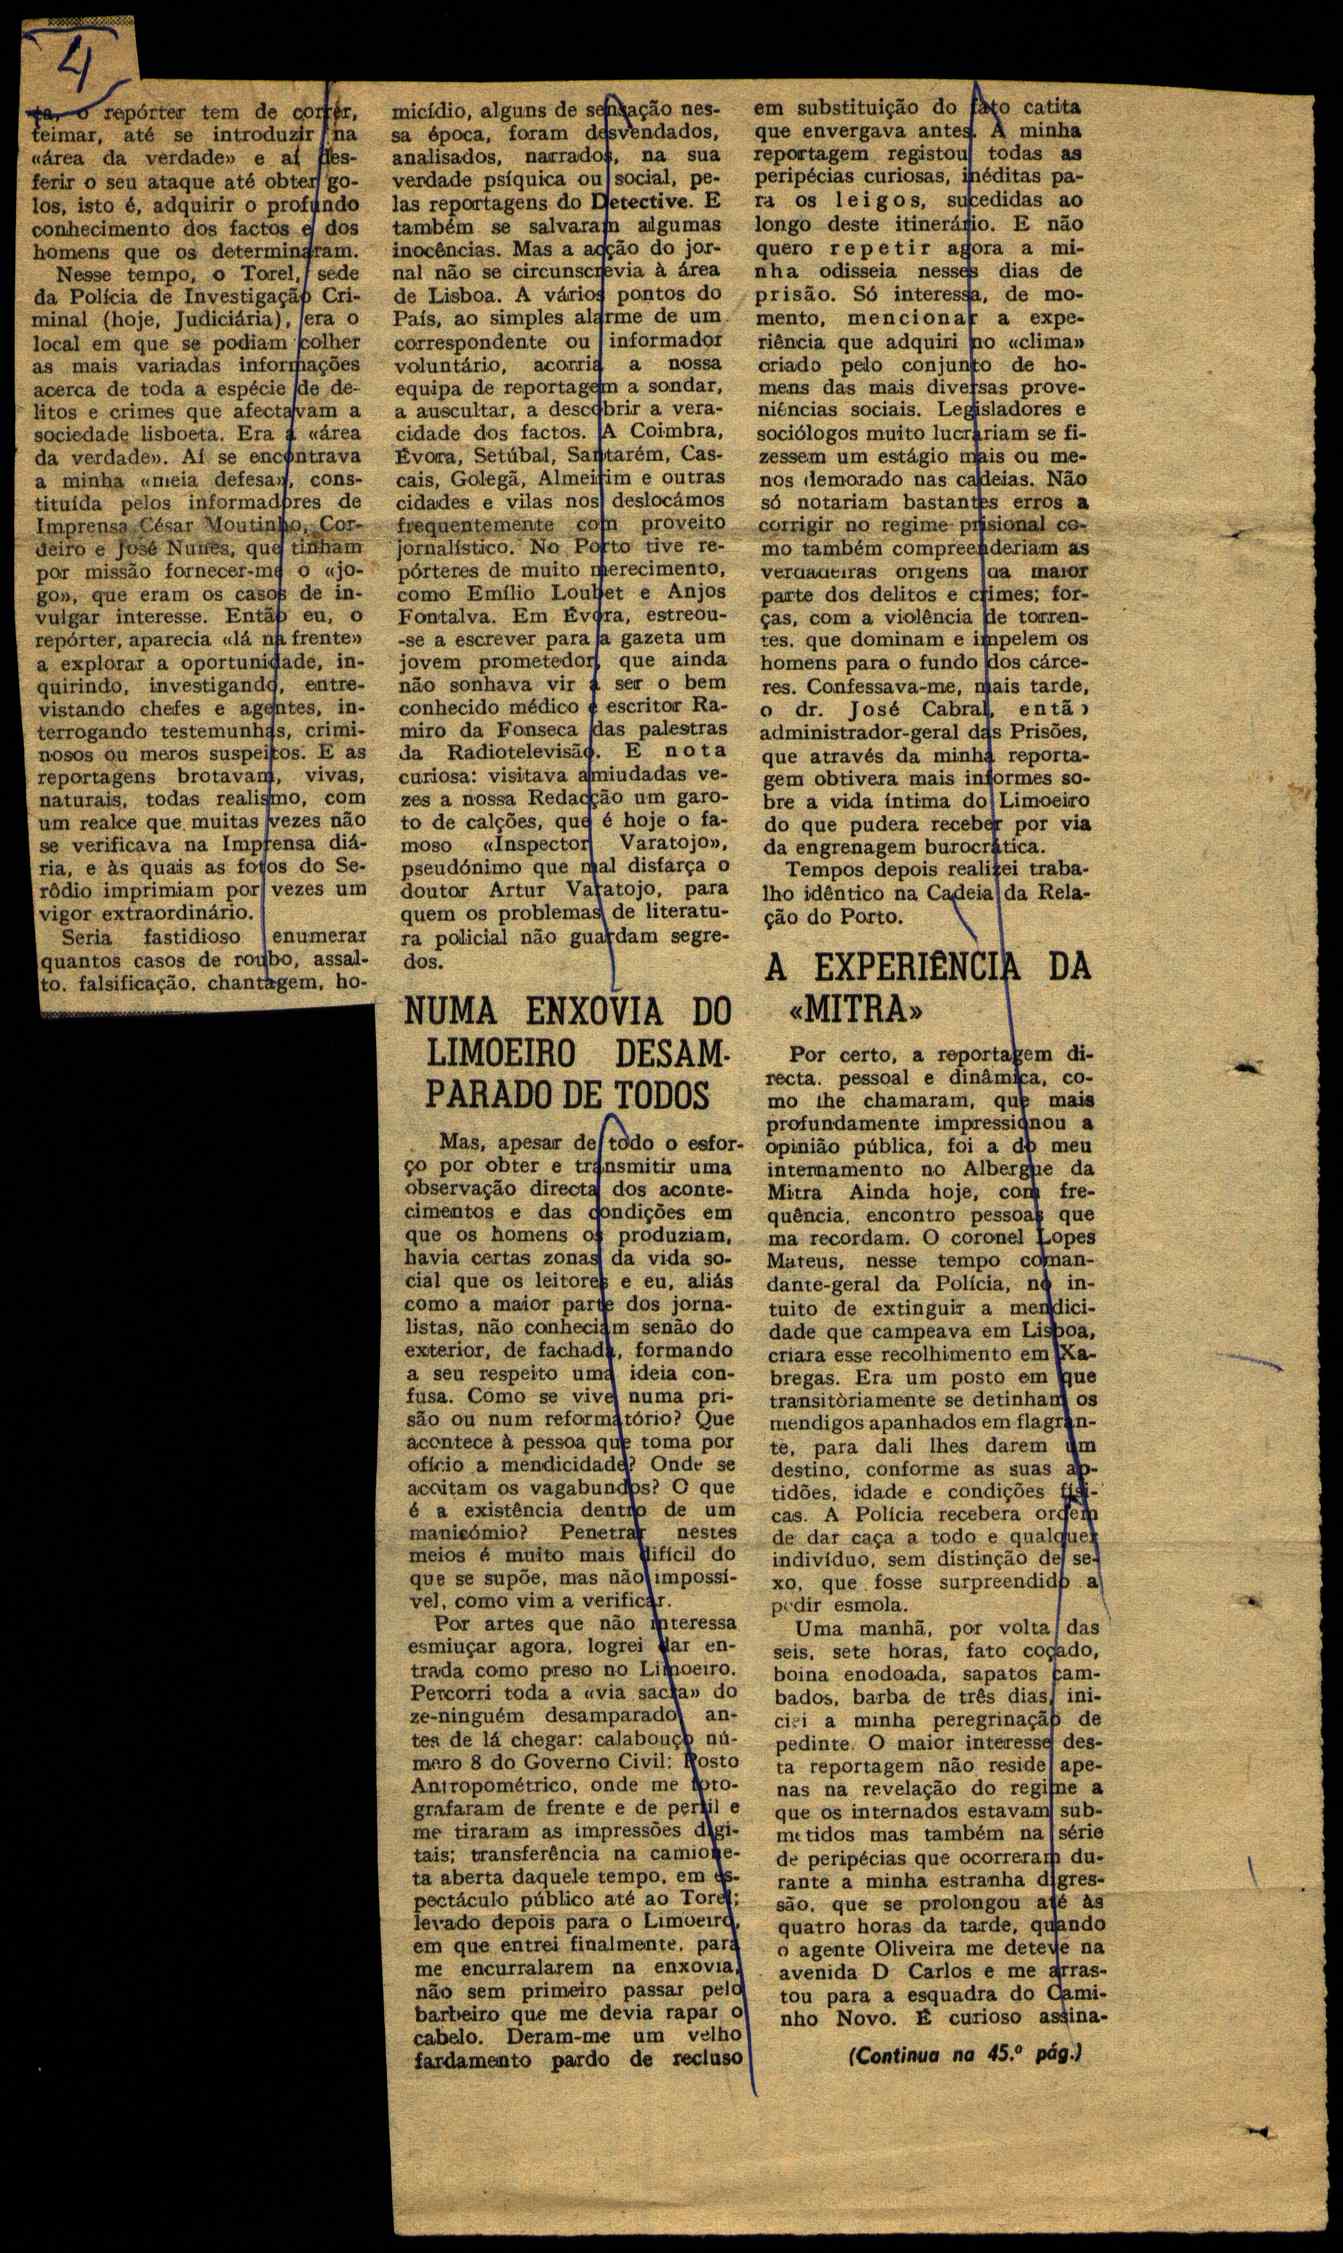 4
ta, o repórter tem de correr,
teimar, até se introduzir na
«área da verdade» e aí des-
ferir o seu ataque até obter go-
los, isto é, adquirir o profundo
conhecimento dos factos e dos
homens que os determinaram.
Nesse tempo, o Torel, sede
da Polícia de Investigação Cri-
minal (hoje, Judiciária), era o
local em que se podiam colher
as mais variadas informações
acerca de toda a espécie de de-
litos e crimes que afectavam a
sociedade lisboeta. Era a «área
da verdade». Aí se encontrava
a minha «meia defesa», cons-
tituída pelos informadores de
Imprensa César Moutinho, Cor-
deiro e José Nunes, que tinham
por missão fornecer-me o «jo-
go», que eram os casos de in-
vulgar interesse. Então eu, o
repórter, aparecia «lá na frente»
a explorar a oportunidade, in-
quirindo, investigando, entre-
vistando chefes e agentes, in-
terrogando testemunhas, crimi-
nosos ou meros suspeitos. E as
reportagens brotavam, vivas,
naturais, todas realismo, com
um realce que muitas vezes não
se verificava na Imprensa diá-
ria, e às quais as fotos do Se-
rôdio imprimiam por vezes um
vigor extraordinário.
Seria fastidioso enumerar
quantos casos de roubo, assal-
to, falsificação, chantagem, ho-
micídio, alguns de sensação nes-
sa época, foram desvendados,
analisados, narrados, na sua
verdade psíquica ou social, pe-
las reportagens do Detective. E
também se salvaram algumas
inocências. Mas a acção do jor-
nal não se circunscrevia à área
de Lisboa. A vários pontos do
País, ao simples alarme de um
correspondente ou informador
voluntário, acorria a nossa
equipa de reportagem a sondar,
a auscultar, a descobrir a vera-
cidade dos factos. A Coimbra,
Évora, Setúbal, Santarém, Cas-
cais, Golegã, Almeirim e outras
cidades e vilas nos deslocámos
frequentemente com proveito
jornalístico. No Porto tive re-
pórteres de muito merecimento,
como Emílio Loubet e Anjos
Fontalva. Em Évora, estreou-
-se a escrever para a gazeta um
jovem prometedor, que ainda
não sonhava vir a ser o bem
conhecido médico e escritor Ra-
miro da Fonseca das palestras
da Radiotelevisão. E nota
curiosa: visitava amiudadas ve-
zes a nossa Redacção um garo-
to de calções, que é hoje o fa-
moso «Inspector Varatojo»,
pseudónimo que mal disfarça o
doutor Artur Varatojo, para
quem os problemas de literatu-
ra policial não guardam segre-
dos.
NUMA ENXOVIA DO
LIMOEIRO DESAM-
PARADO DE TODOS
Mas, apesar de todo o esfor-
ço por obter e transmitir uma
observação directa dos aconte-
cimentos e das condições em
que os homens os produziam,
havia certas zonas da vida so-
cial que os leitores e eu, aliás
como a maior parte dos jorna-
listas, não conheciam senão do
exterior, de fachada, formando
a seu respeito uma ideia con-
fusa. Como se vive numa pri-
são ou num reformatório? Que
acontece à pessoa que toma por
ofício a mendicidade? Onde se
acoitam os vagabundos? O que
é a existência dentro de um
manicómio? Penetrar nestes
meios é muito mais difícil do
que se supõe, mas não impossí-
vel, como vim a verificar.
Por artes que não interessa
esmiuçar agora, logrei dar en-
trada como preso no Limoeiro.
Percorri toda a «via sacra» do
ze-ninguém desamparado an-
tes de lá chegar: calabouço nú-
mero 8 do Governo Civil; Posto
Antropométrico, onde me foto-
grafaram de frente e de perfil e
me tiraram as impressões digi-
tais; transferência na camione-
ta aberta daquele tempo, em es-
pectáculo público até ao Torel;
levado depois para o Limoeiro,
em que entrei finalmente, para
me encurralarem na enxovia,
não sem primeiro passar pelo
barbeiro que me devia rapar o
cabelo. Deram-me um velho
fardamento pardo de recluso
em substituição do fato catita
que envergava antes. A minha
reportagem registou todas as
peripécias curiosas, inéditas pa-
ra os leigos, sucedidas ao
longo deste itinerário. E não
quero repetir agora a mi-
nha odisseia nesses dias de
prisão. Só interessa, de mo-
mento, mencionar a expe-
riência que adquiri no «clima»
criado pelo conjunto de ho-
mens das mais diversas prove-
niências sociais. Legisladores e
sociólogos muito lucrariam se fi-
zessem um estágio mais ou me-
nos demorado nas cadeias. Não
só notariam bastantes erros a
corrigir no regime prisional co-
mo também compreenderiam as
verdadeiras origens da maior
parte dos delitos e crimes; for-
ças, com a violência de torren-
tes, que dominam e impelem os
homens para o fundo dos cárce-
res. Confessava-me, mais tarde,
o dr. José Cabral, então
administrador-geral das Prisões,
que através da minha reporta-
gem obtivera mais informes so-
bre a vida íntima do Limoeiro
do que pudera receber por via
da engrenagem burocrática.
Tempos depois realizei traba-
lho idêntico na Cadeia da Rela-
ção do Porto.
A EXPERIÊNCIA DA
«MITRA»
Por certo, a reportagem di-
recta, pessoal e dinâmica, co-
mo lhe chamaram, que mais
profundamente impressionou a
opinião pública, foi a do meu
internamento no Albergue da
Mitra Ainda hoje, com fre-
quência, encontro pessoas que
ma recordam. O coronel Lopes
Mateus, nesse tempo coman-
dante-geral da Polícia, no in-
tuito de extinguir a mendici-
dade que campeava em Lisboa,
criara esse recolhimento em Xa-
bregas. Era um posto em que
transitòriamente se detinham os
mendigos apanhados em flagran-
te, para dali lhes darem um
destino, conforme as suas ap-
tidões, idade e condições físi-
cas. A Polícia recebera ordem
de dar caça a todo e qualquer
indivíduo, sem distinção de se-
xo, que fosse surpreendido a
pedir esmola.
Uma manhã, por volta das
seis, sete horas, fato coçado,
boina enodoada, sapatos cam-
bados, barba de três dias, ini-
ciei a minha peregrinação de
pedinte. O maior interesse des-
ta reportagem não reside ape-
nas na revelação do regime a
que os internados estavam sub-
metidos mas também na série
de peripécias que ocorreram du-
rante a minha estranha digres-
são, que se prolongou até às
quatro horas da tarde, quando
o agente Oliveira me deteve na
avenida D Carlos e me arras-
tou para a esquadra do Cami-
nho Novo. É curioso assina-
(Continua na 45.º pág.)